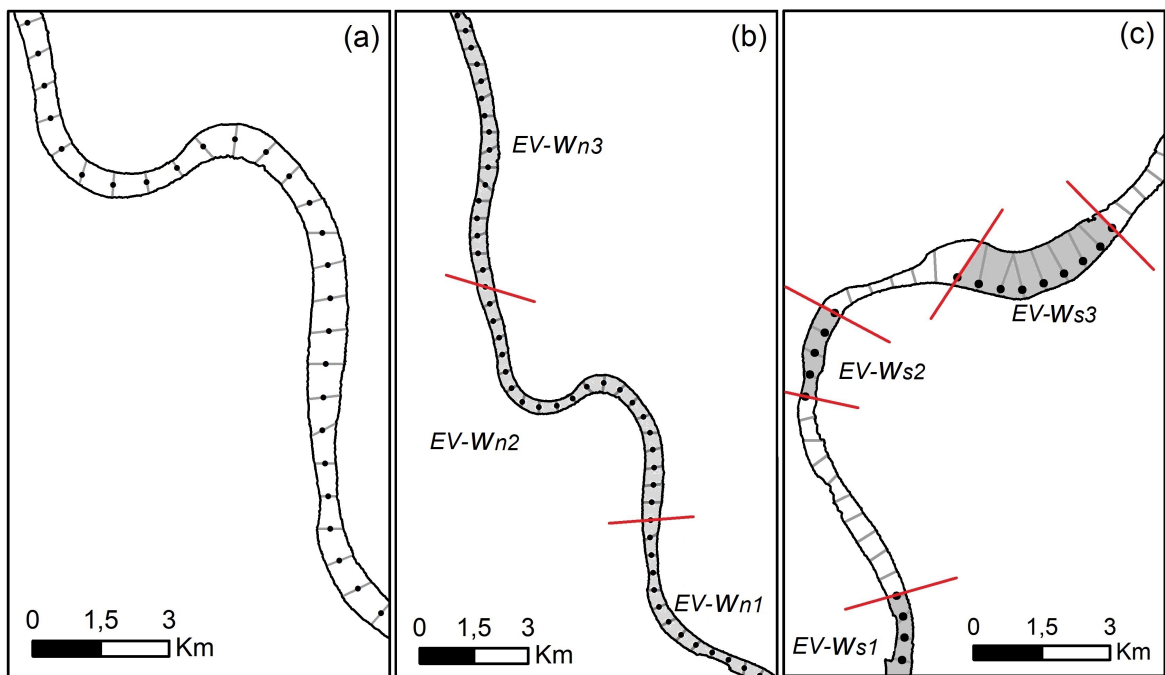 (a)
0 1,5 3
Km
(b)
EV-Wn3
EV-Wn2
EV-Wn1
0 1,5 3
Km
(c)
EV-Ws3
EV-Ws2
EV-Ws1
0 1,5 3
Km